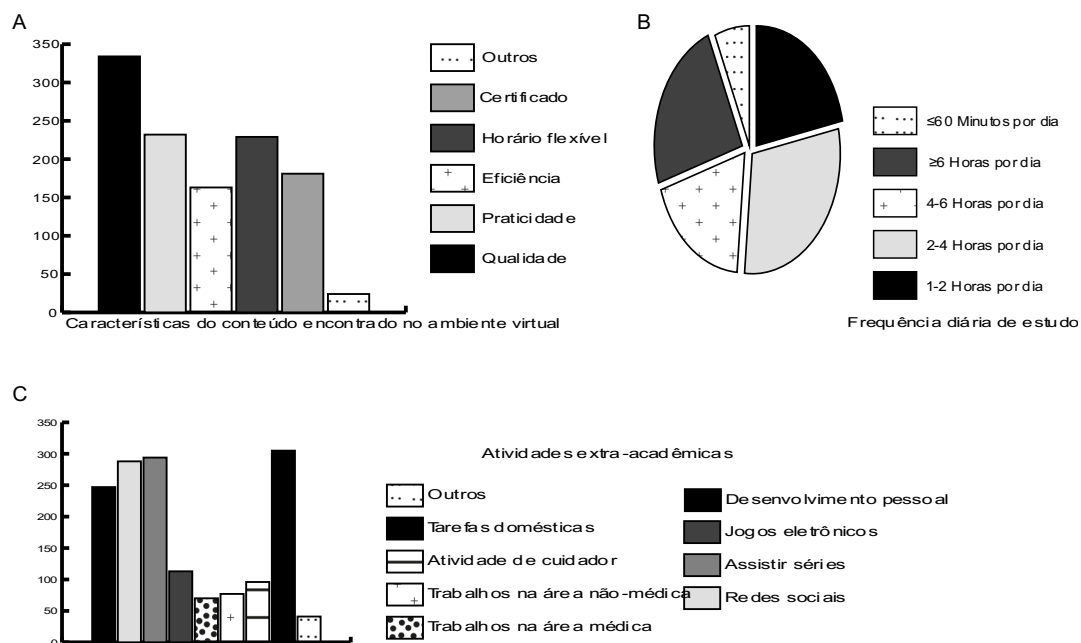 A
350
300
250
200
150
100
50
0
Características do conteúdo encontrado no ambiente virtual
Outros
Certificado
Horário flexível
Eficiência
Praticidade
Qualidade
B
≤60 Minutos por dia
≥6 Horas por dia
4-6 Horas por dia
2-4 Horas por dia
1-2 Horas por dia
Frequência diária de estudo
C
350
300
250
200
150
100
50
0
Atividades extra-acadêmicas
Outros
Tarefas domésticas
Atividade de cuidador
Trabalhos na área não-médica
Trabalhos na área médica
Desenvolvimento pessoal
Jogos eletrônicos
Assistir séries
Redes sociais